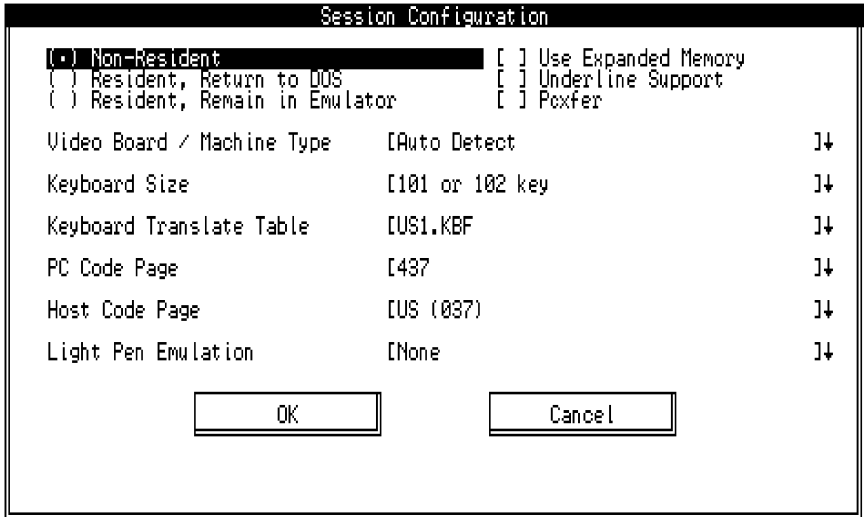 Session Configuration
(•) Non-Resident [ ] Use Expanded Memory
( ) Resident, Return to DOS [ ] Underline Support
( ) Resident, Remain in Emulator [ ] Pcxfer
Video Board / Machine Type [Auto Detect ]↓
Keyboard Size [101 or 102 key ]↓
Keyboard Translate Table [US1.KBF ]↓
PC Code Page [437 ]↓
Host Code Page [US (037) ]↓
Light Pen Emulation [None ]↓
OK Cancel